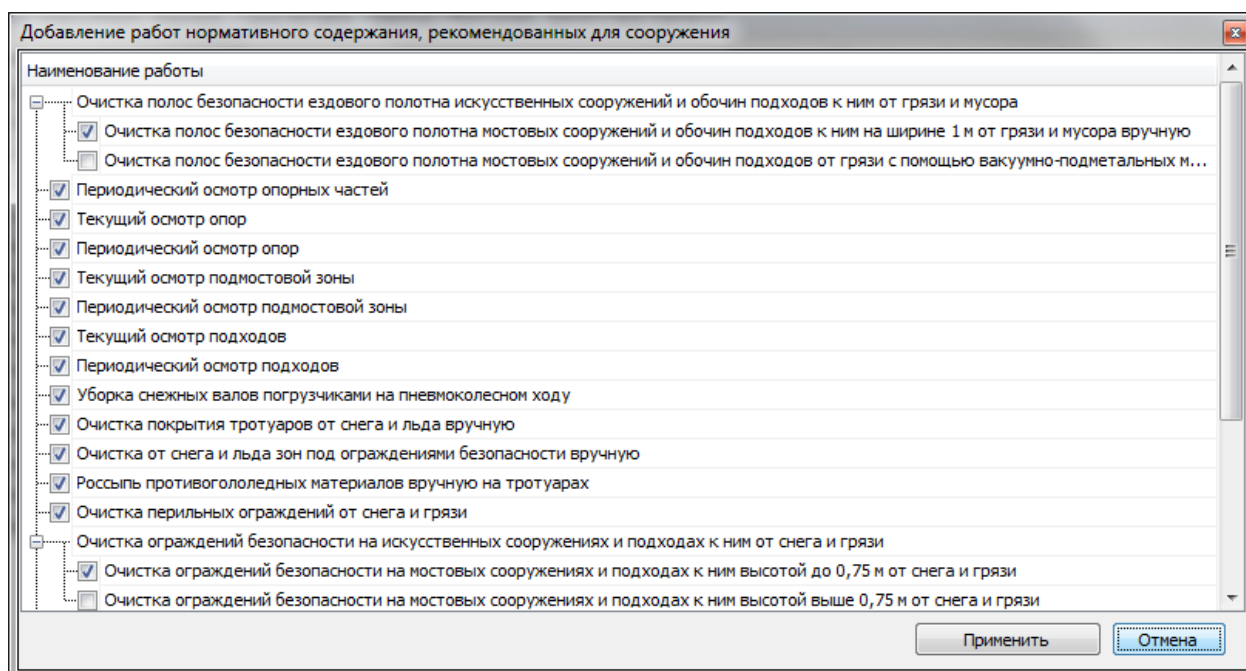 Добавление работ нормативного содержания, рекомендованных для сооружения
Наименование работы
Очистка полос безопасности ездового полотна искусственных сооружений и обочин подходов к ним от грязи и мусора
Очистка полос безопасности ездового полотна мостовых сооружений и обочин подходов к ним на ширине 1 м от грязи и мусора вручную
Очистка полос безопасности ездового полотна мостовых сооружений и обочин подходов от грязи с помощью вакуумно-подметальных м...
Периодический осмотр опорных частей
Текущий осмотр опор
Периодический осмотр опор
Текущий осмотр подмостовой зоны
Периодический осмотр подмостовой зоны
Текущий осмотр подходов
Периодический осмотр подходов
Уборка снежных валов погрузчиками на пневмоколесном ходу
Очистка покрытия тротуаров от снега и льда вручную
Очистка от снега и льда зон под ограждениями безопасности вручную
Россыпь противогололедных материалов вручную на тротуарах
Очистка перильных ограждений от снега и грязи
Очистка ограждений безопасности на искусственных сооружениях и подходах к ним от снега и грязи
Очистка ограждений безопасности на мостовых сооружениях и подходах к ним высотой до 0,75 м от снега и грязи
Очистка ограждений безопасности на мостовых сооружениях и подходах к ним высотой выше 0,75 м от снега и грязи
Применить
Отмена